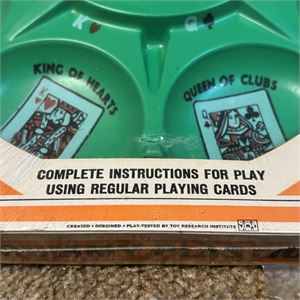 K Q
KING OF HEARTS
QUEEN OF CLUBS
K
Q
COMPLETE INSTRUCTIONS FOR PLAY
USING REGULAR PLAYING CARDS
CREATED • DESIGNED • PLAY-TESTED BY TOY RESEARCH INSTITUTE